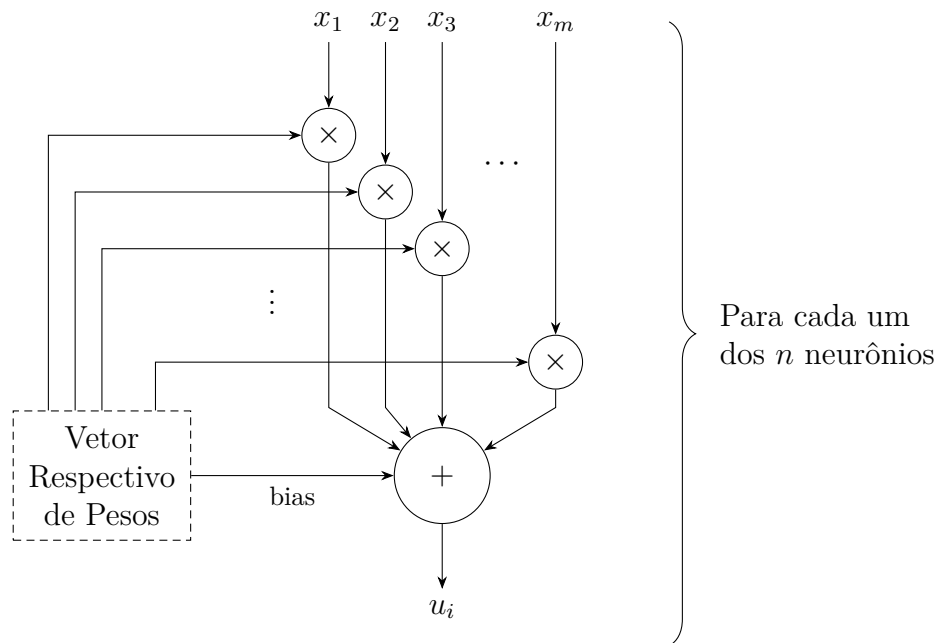 x₁ x₂ x₃ xₘ
×
×
…
×
⋮
Para cada um
dos n neurônios
×
Vetor
Respectivo
de Pesos
bias
+
uᵢ